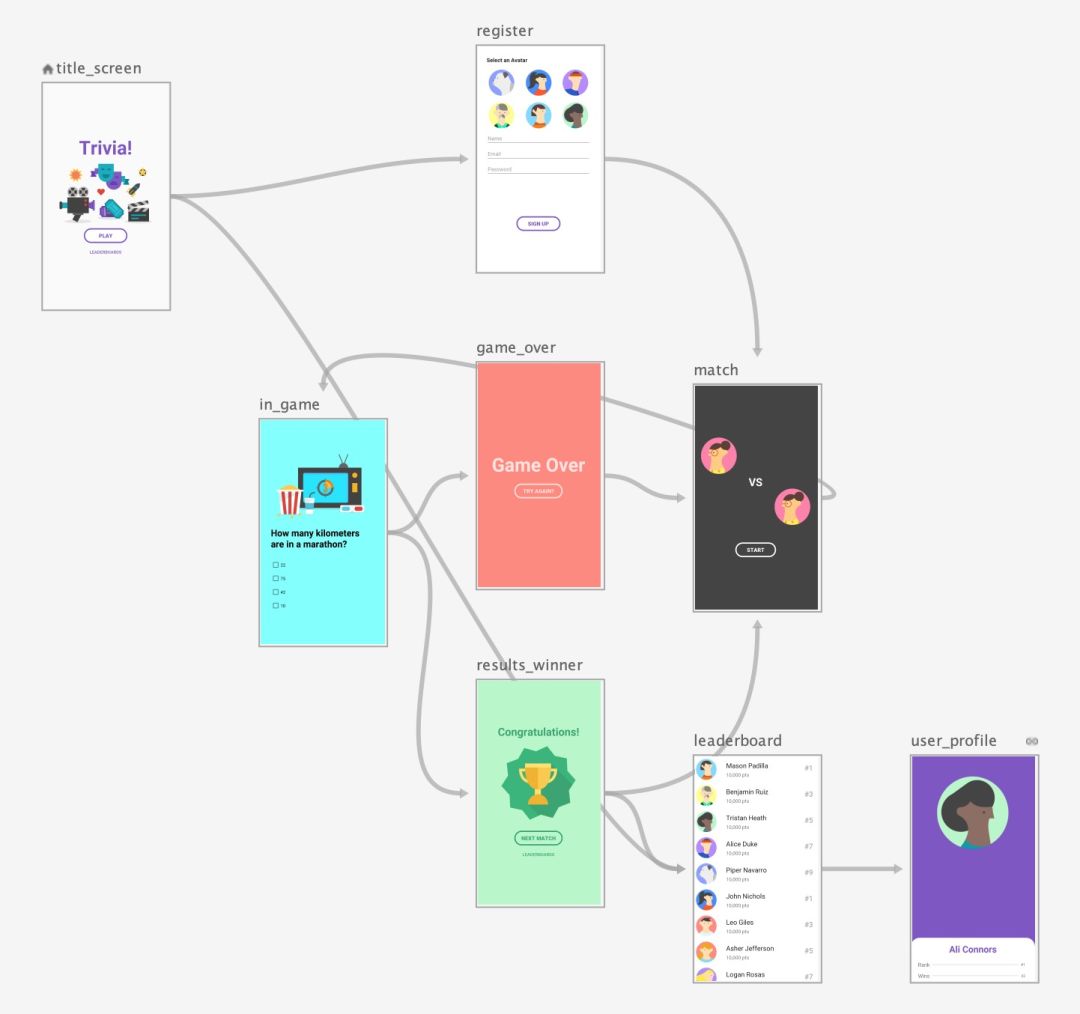 title_screen
Trivia!
PLAY
LEADERBOARDS
register
Select an Avatar
Name
Email
Password
SIGN UP
in_game
How many kilometers
are in a marathon?
75
42
10
game_over
Game Over
TRY AGAIN?
match
VS
START
results_winner
Congratulations!
NEXT MATCH
LEADERBOARDS
leaderboard
Mason Padilla #1
10,000 pts
Benjamin Ruiz #3
10,000 pts
Tristan Heath #5
10,000 pts
Alice Duke #7
10,000 pts
Piper Navarro #9
10,000 pts
John Nichols #1
10,000 pts
Leo Giles #3
10,000 pts
Asher Jefferson #5
10,000 pts
Logan Rosas #7
user_profile
Ali Connors
Rank
Wins